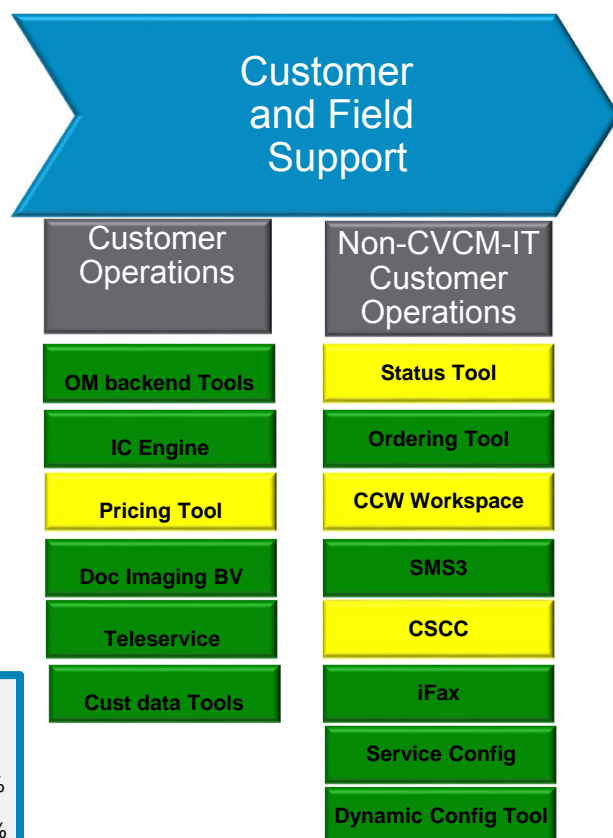 Customer
and Field
Support
Customer
Operations
OM backend Tools
IC Engine
Pricing Tool
Doc Imaging BV
Teleservice
Cust data Tools
Non-CVCM-IT
Customer
Operations
Status Tool
Ordering Tool
CCW Workspace
SMS3
CSCC
iFax
Service Config
Dynamic Config Tool
%
%